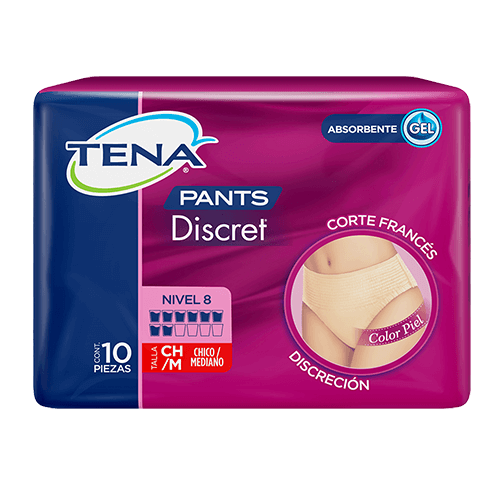 TENA
ABSORBENTE GEL
PANTS
Discret
CORTE FRANCÉS
Color Piel
DISCRECIÓN
NIVEL 8
CONT. 10 PIEZAS
TALLA CH/M CHICO/MEDIANO